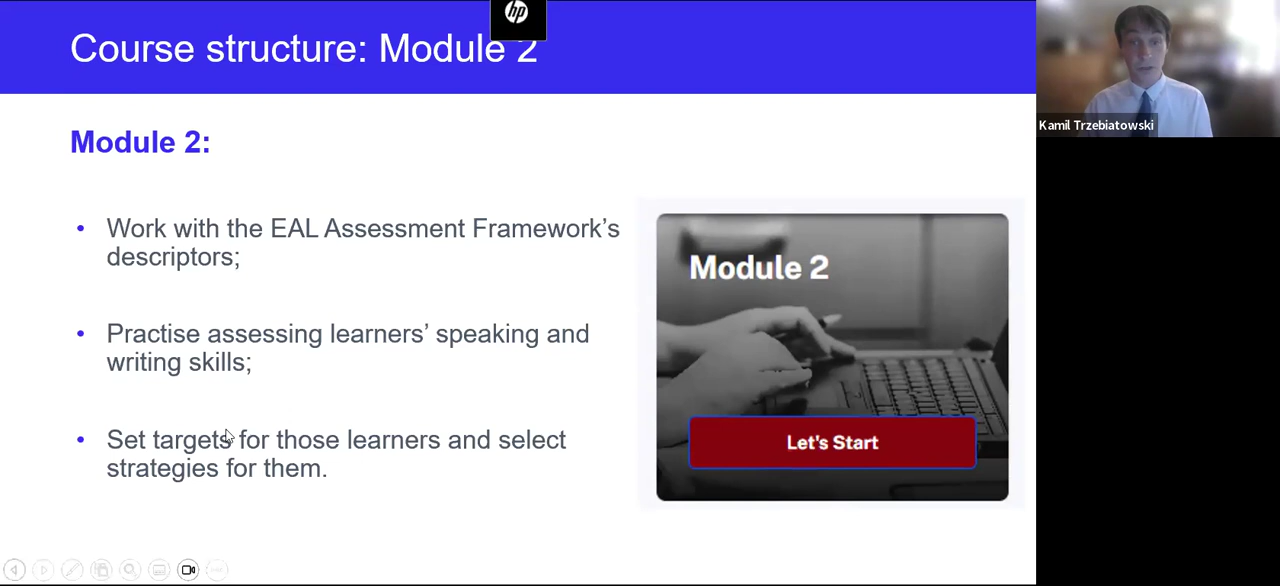 hp
Course structure: Module 2
Kamil Trzebiatowski
Module 2:
• Work with the EAL Assessment Framework’s
descriptors;
• Practise assessing learners’ speaking and
writing skills;
• Set targets for those learners and select
strategies for them.
Module 2
Let's Start